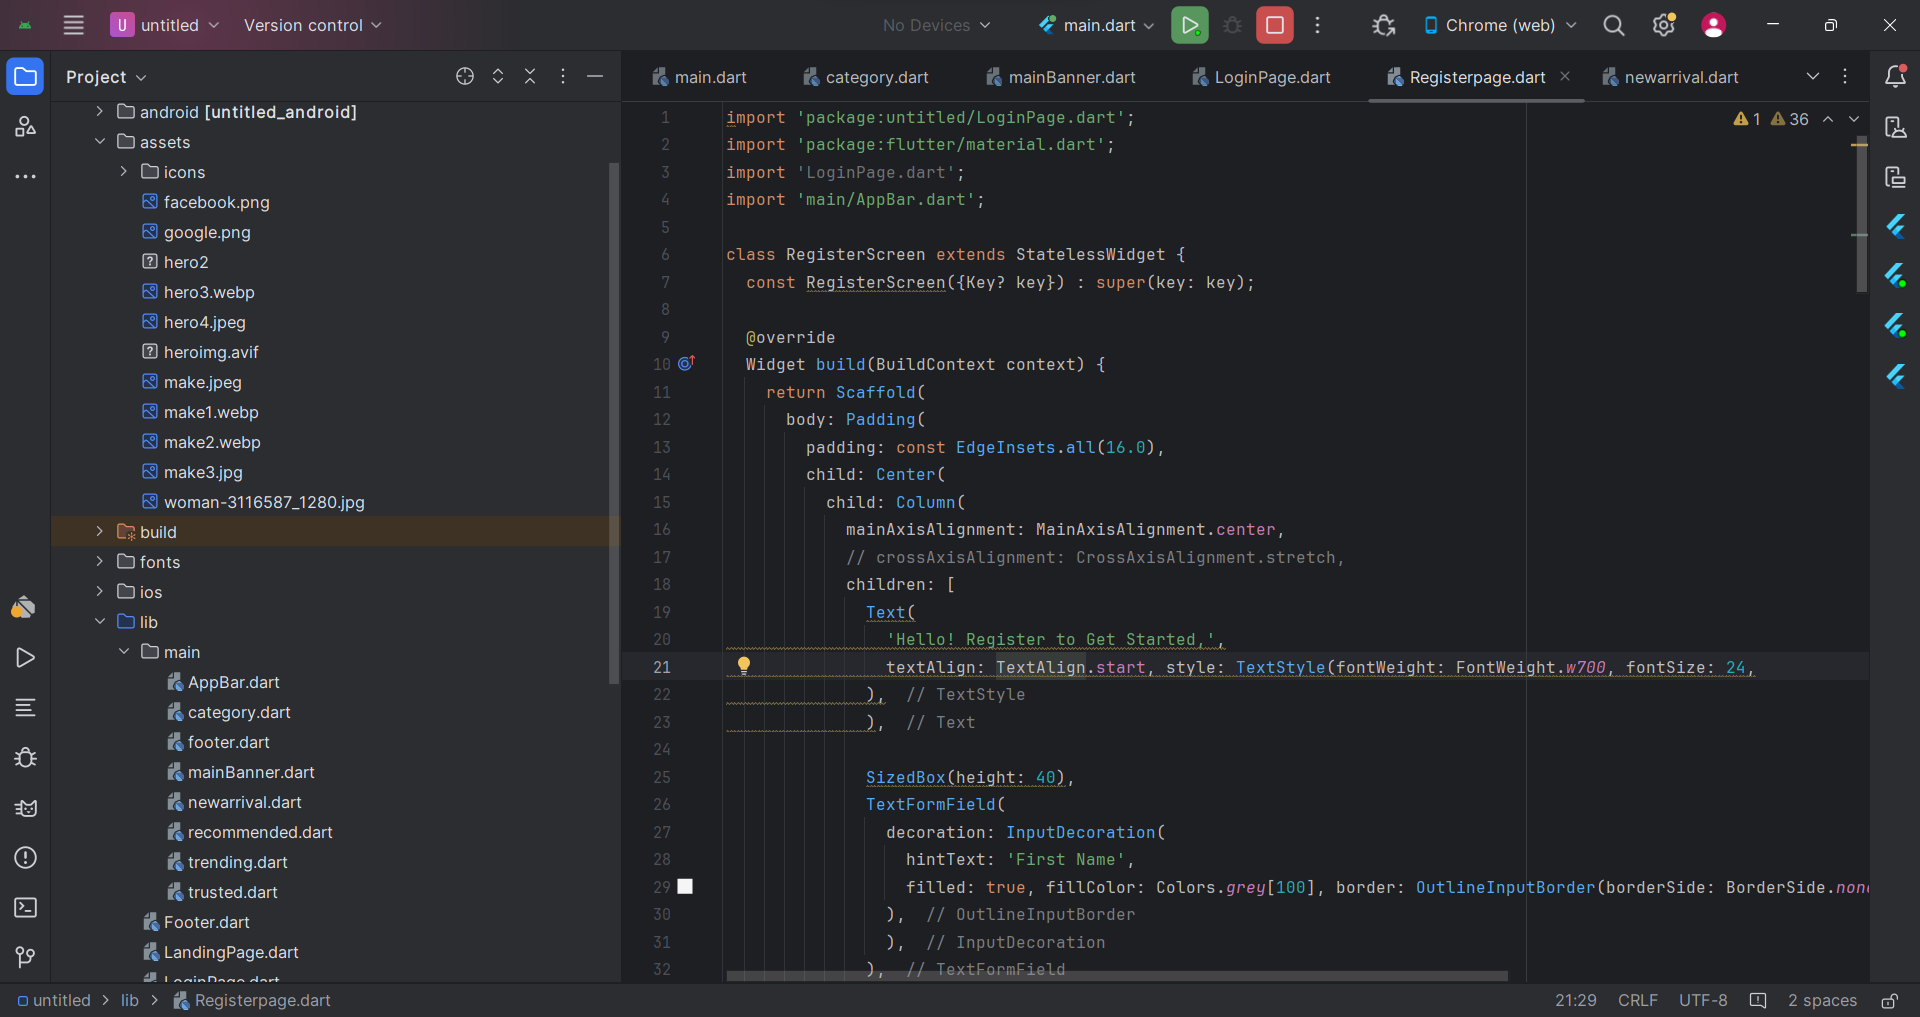 U untitled Version control No Devices main.dart Chrome (web)
Project
main.dart category.dart mainBanner.dart LoginPage.dart Registerpage.dart newarrival.dart
android [untitled_android]
assets
icons
facebook.png
google.png
hero2
hero3.webp
hero4.jpeg
heroimg.avif
make.jpeg
make1.webp
make2.webp
make3.jpg
woman-3116587_1280.jpg
build
fonts
ios
lib
main
AppBar.dart
category.dart
footer.dart
mainBanner.dart
newarrival.dart
recommended.dart
trending.dart
trusted.dart
Footer.dart
LandingPage.dart
LoginPage.dart
1 36
1 import 'package:untitled/LoginPage.dart';
2 import 'package:flutter/material.dart';
3 import 'LoginPage.dart';
4 import 'main/AppBar.dart';
5
6 class RegisterScreen extends StatelessWidget {
7 const RegisterScreen({Key? key}) : super(key: key);
8
9 @override
10 Widget build(BuildContext context) {
11 return Scaffold(
12 body: Padding(
13 padding: const EdgeInsets.all(16.0),
14 child: Center(
15 child: Column(
16 mainAxisAlignment: MainAxisAlignment.center,
17 // crossAxisAlignment: CrossAxisAlignment.stretch,
18 children: [
19 Text(
20 'Hello! Register to Get Started,',
21 textAlign: TextAlign.start, style: TextStyle(fontWeight: FontWeight.w700, fontSize: 24,
22 ), // TextStyle
23 ), // Text
24
25 SizedBox(height: 40),
26 TextFormField(
27 decoration: InputDecoration(
28 hintText: 'First Name',
29 filled: true, fillColor: Colors.grey[100], border: OutlineInputBorder(borderSide: BorderSide.none
30 ), // OutlineInputBorder
31 ), // InputDecoration
32 ), // TextFormField
untitled > lib > Registerpage.dart 21:29 CRLF UTF-8 2 spaces